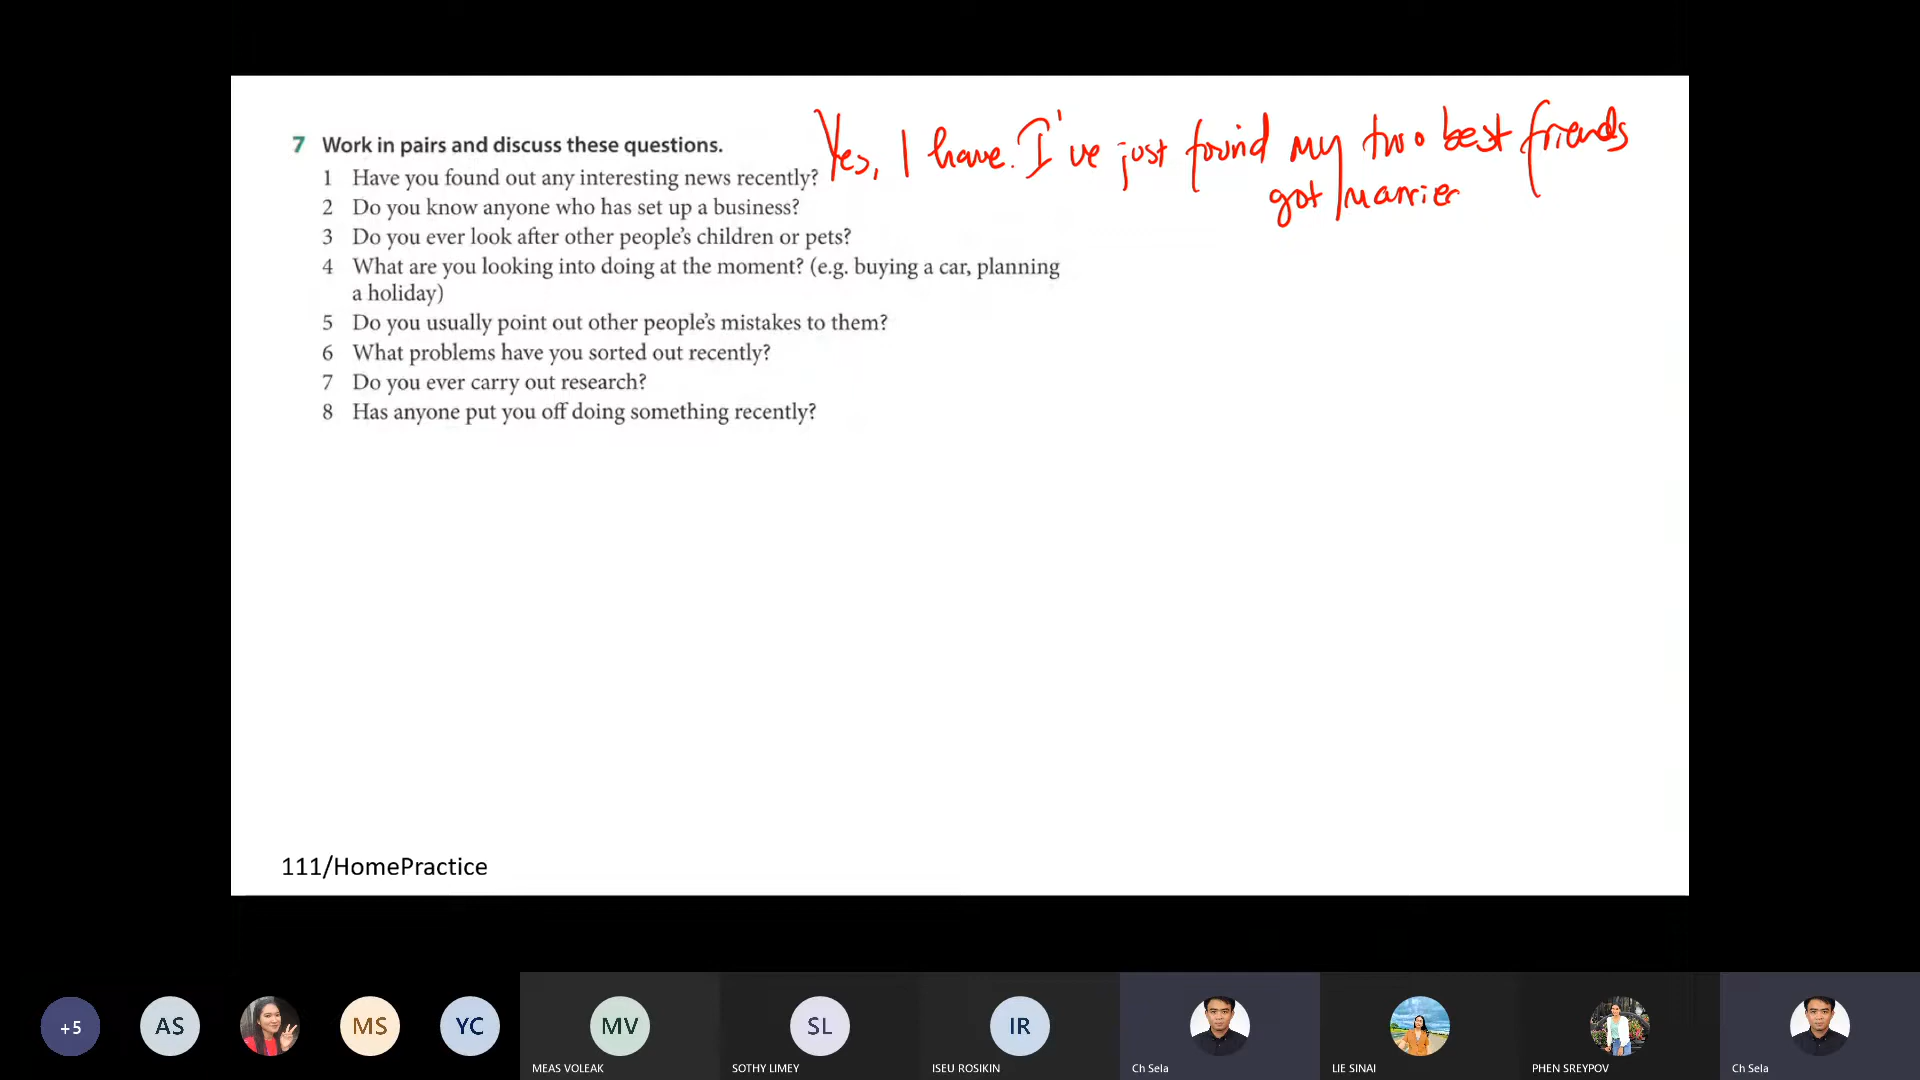 7 Work in pairs and discuss these questions.
Yes, I have. I've just found my two best friends
got marrier
1 Have you found out any interesting news recently?
2 Do you know anyone who has set up a business?
3 Do you ever look after other people's children or pets?
4 What are you looking into doing at the moment? (e.g. buying a car, planning
a holiday)
5 Do you usually point out other people's mistakes to them?
6 What problems have you sorted out recently?
7 Do you ever carry out research?
8 Has anyone put you off doing something recently?
111/HomePractice
+5 AS MS YC MV SL IR
MEAS VOLEAK SOTHY LIMEY ISEU ROSIKIN Ch Sela LIE SINAI PHEN SREYPOV Ch Sela